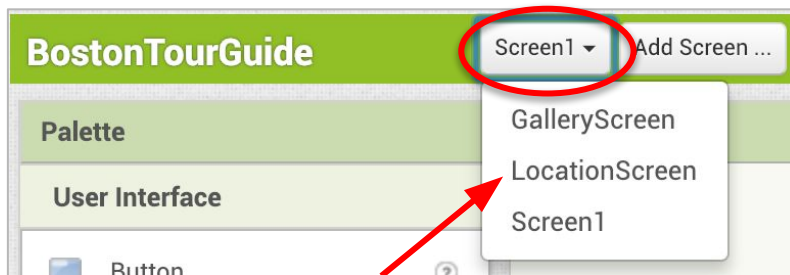 BostonTourGuide
Screen1
Add Screen ...
GalleryScreen
LocationScreen
Screen1
Palette
User Interface
Button
?